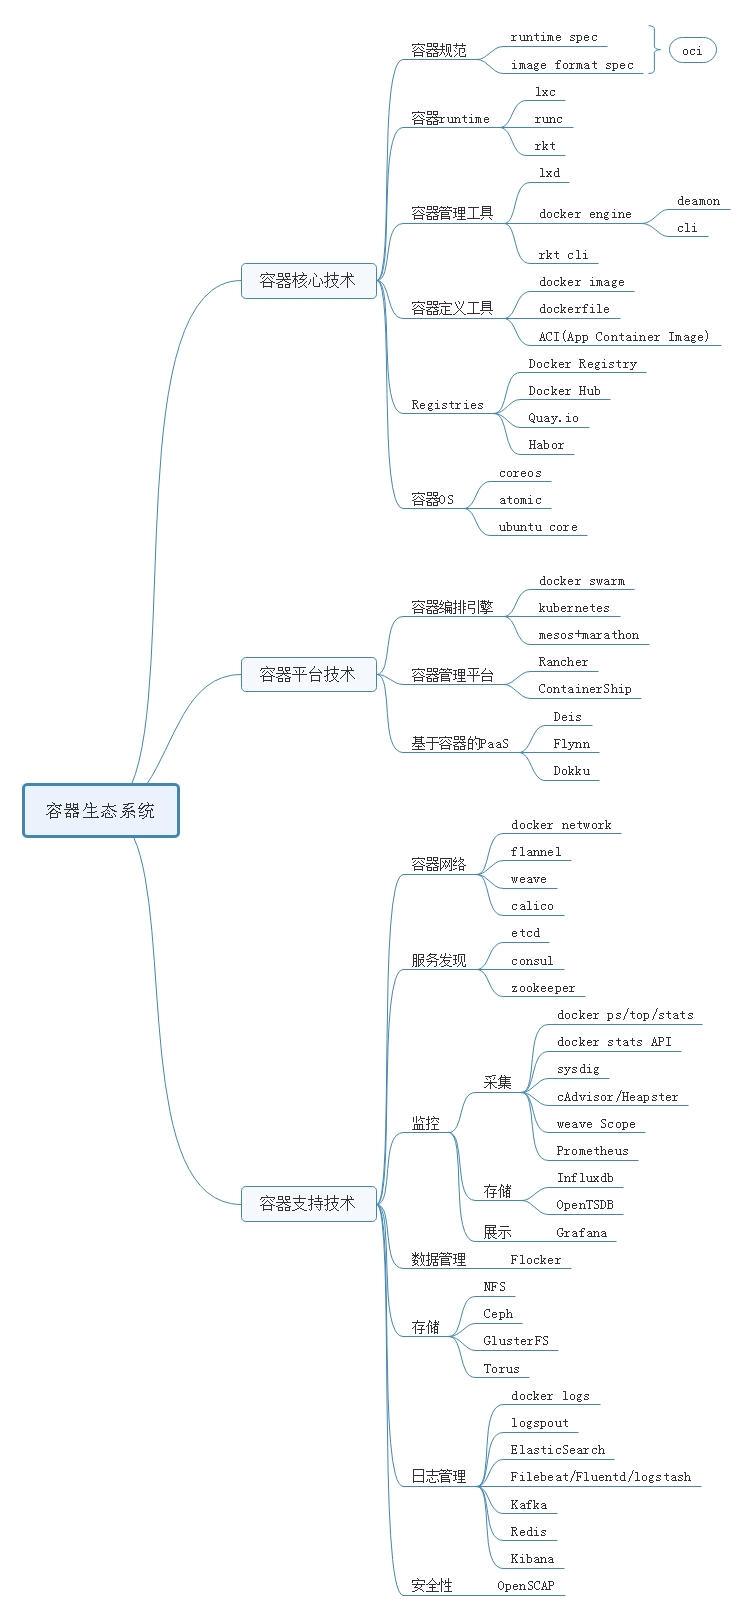 容器生态系统
容器核心技术
容器规范
runtime spec
image format spec
oci
容器runtime
lxc
runc
rkt
容器管理工具
lxd
docker engine
deamon
cli
rkt cli
容器定义工具
docker image
dockerfile
ACI(App Container Image)
Registries
Docker Registry
Docker Hub
Quay.io
Habor
容器OS
coreos
atomic
ubuntu core
容器平台技术
容器编排引擎
docker swarm
kubernetes
mesos+marathon
容器管理平台
Rancher
ContainerShip
基于容器的PaaS
Deis
Flynn
Dokku
容器支持技术
容器网络
docker network
flannel
weave
calico
服务发现
etcd
consul
zookeeper
监控
采集
docker ps/top/stats
docker stats API
sysdig
cAdvisor/Heapster
weave Scope
Prometheus
存储
Influxdb
OpenTSDB
展示
Grafana
数据管理
Flocker
存储
NFS
Ceph
GlusterFS
Torus
日志管理
docker logs
logspout
ElasticSearch
Filebeat/Fluentd/logstash
Kafka
Redis
Kibana
安全性
OpenSCAP